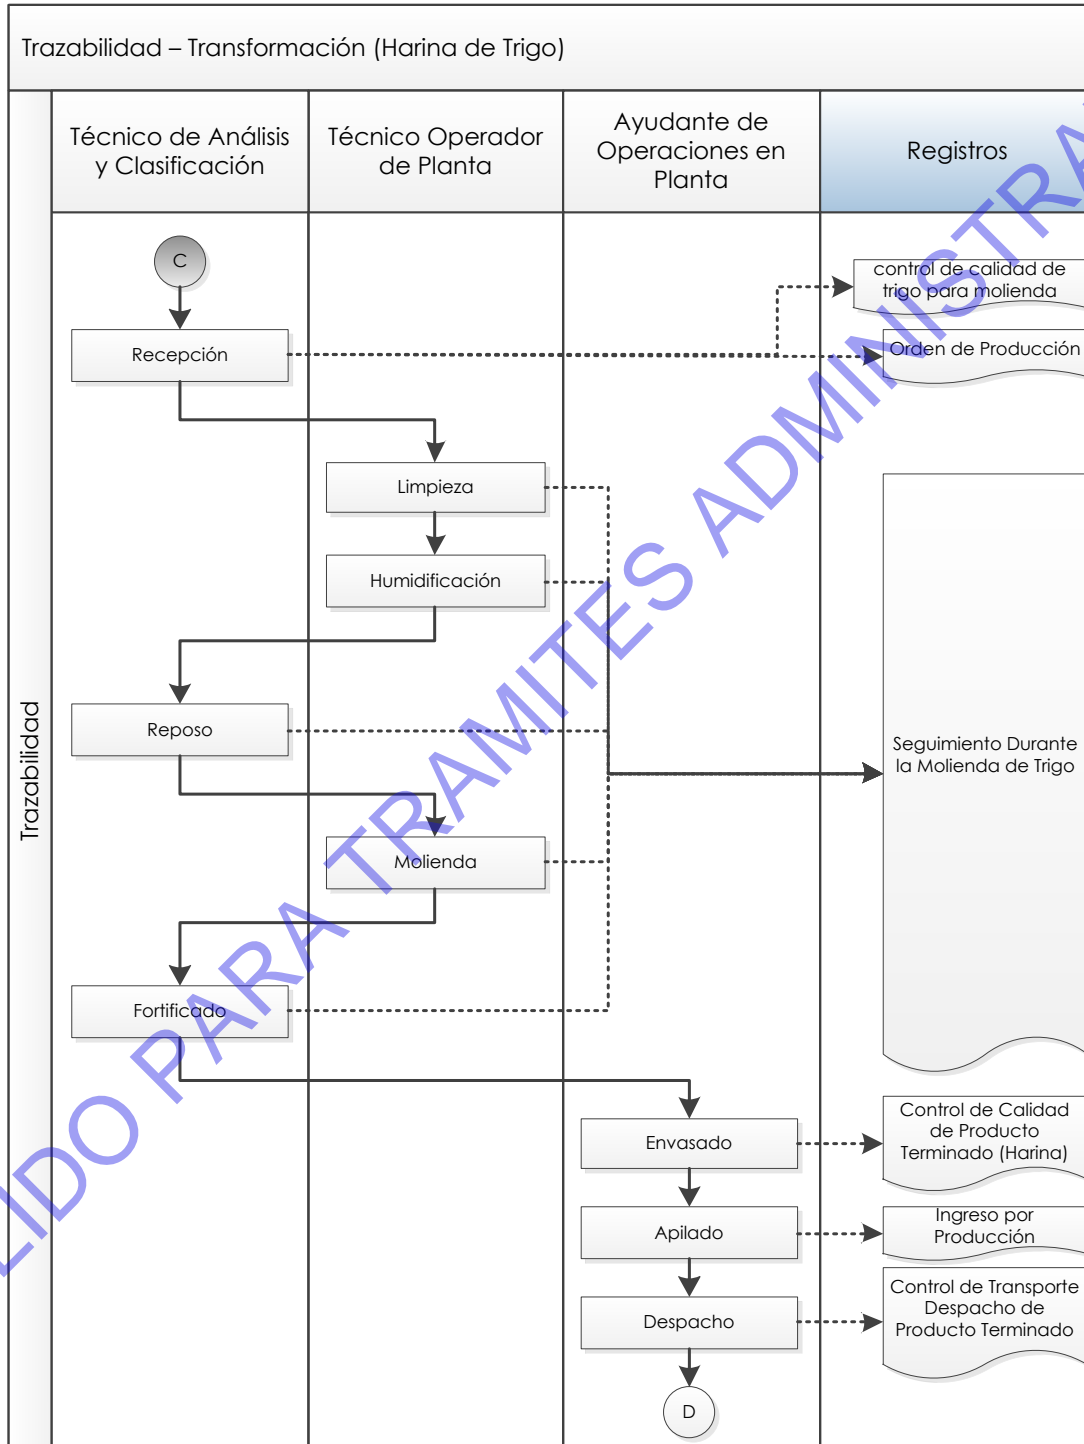 Trazabilidad – Transformación (Harina de Trigo)
Trazabilidad
Técnico de Análisis
y Clasificación
Técnico Operador
de Planta
Ayudante de
Operaciones en
Planta
Registros
C
control de calidad de
trigo para molienda
Recepción
Orden de Producción
Limpieza
Humidificación
Reposo
Seguimiento Durante
la Molienda de Trigo
Molienda
Fortificado
Envasado
Control de Calidad
de Producto
Terminado (Harina)
Apilado
Ingreso por
Producción
Despacho
Control de Transporte
Despacho de
Producto Terminado
D
LIDO PARA TRAMITES ADMINISTRA